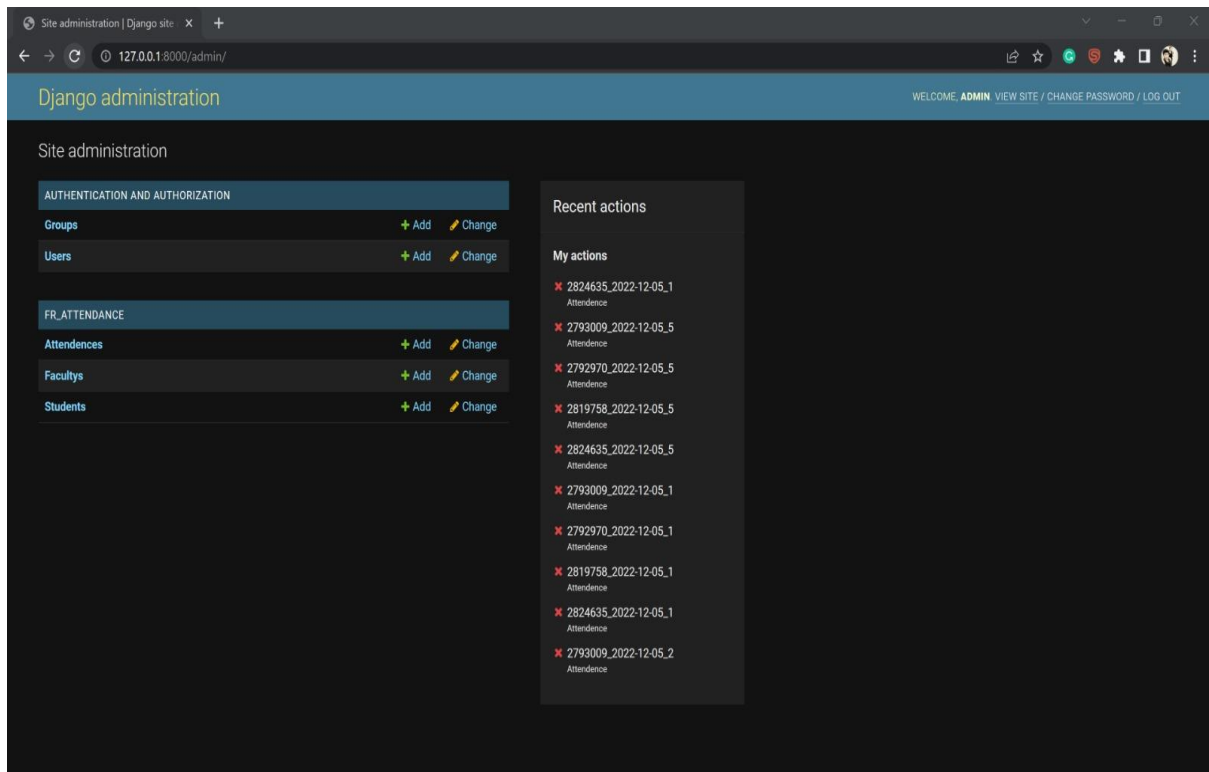 Site administration | Django site
127.0.0.1:8000/admin/
Django administration
WELCOME, ADMIN. VIEW SITE / CHANGE PASSWORD / LOG OUT
Site administration
AUTHENTICATION AND AUTHORIZATION
Groups Add Change
Users Add Change
FR_ATTENDANCE
Attendences Add Change
Facultys Add Change
Students Add Change
Recent actions
My actions
2824635_2022-12-05_1
Attendence
2793009_2022-12-05_5
Attendence
2792970_2022-12-05_5
Attendence
2819758_2022-12-05_5
Attendence
2824635_2022-12-05_5
Attendence
2793009_2022-12-05_1
Attendence
2792970_2022-12-05_1
Attendence
2819758_2022-12-05_1
Attendence
2824635_2022-12-05_1
Attendence
2793009_2022-12-05_2
Attendence